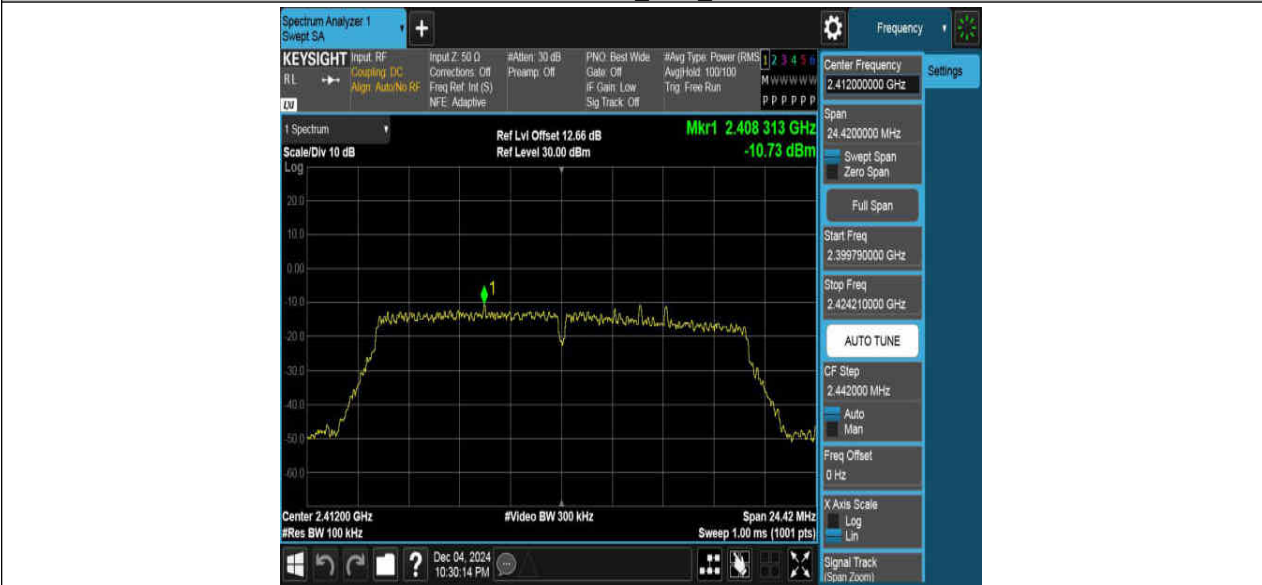 Spectrum Analyzer 1
Swept SA
+
Frequency
KEYSIGHT
RL
LXI
Input: RF
Coupling: DC
Align: Auto/No RF
Input Z: 50 Ω
Corrections: Off
Freq Ref: Int (S)
NFE: Adaptive
#Atten: 30 dB
Preamp: Off
PNO: Best Wide
Gate: Off
IF Gain: Low
Sig Track: Off
#Avg Type: Power (RMS
Avg|Hold: 100/100
Trig: Free Run
1 2 3 4 5 6
M W W W W W
P P P P P P
1 Spectrum
Scale/Div 10 dB
Log
Ref Lvl Offset 12.66 dB
Ref Level 30.00 dBm
Mkr1 2.408 313 GHz
-10.73 dBm
20.0
10.0
0.00
-10.0
-20.0
-30.0
-40.0
-50.0
-60.0
1
Center 2.41200 GHz
#Res BW 100 kHz
#Video BW 300 kHz
Span 24.42 MHz
Sweep 1.00 ms (1001 pts)
Center Frequency
2.412000000 GHz
Settings
Span
24.4200000 MHz
Swept Span
Zero Span
Full Span
Start Freq
2.399790000 GHz
Stop Freq
2.424210000 GHz
AUTO TUNE
CF Step
2.442000 MHz
Auto
Man
Freq Offset
0 Hz
X Axis Scale
Log
Lin
Signal Track
(Span Zoom)
?
Dec 04, 2024
10:30:14 PM